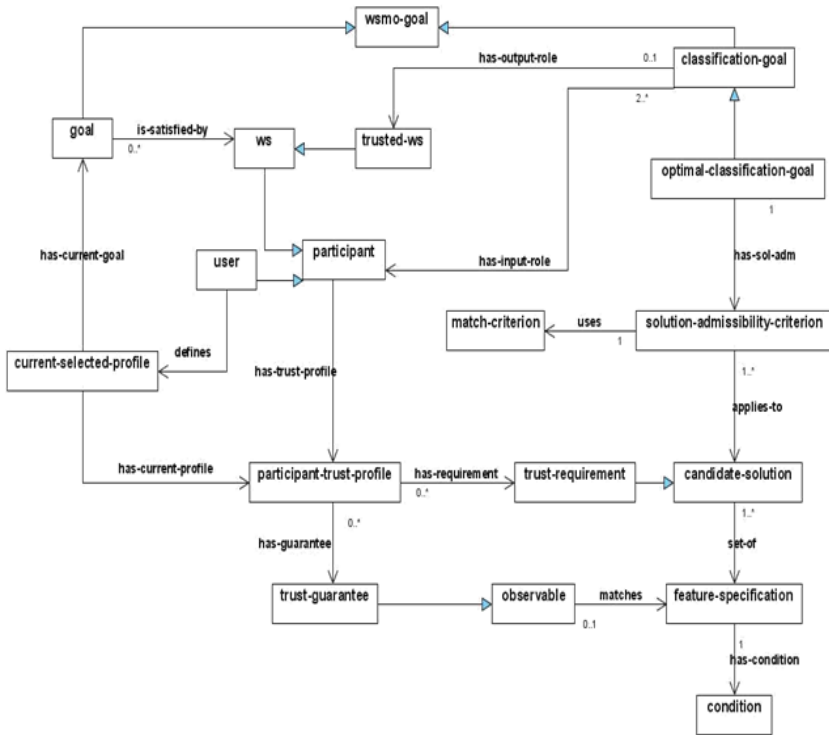 wsmo-goal
has-output-role
0..1
classification-goal
2..*
goal
is-satisfied-by
0..*
ws
trusted-ws
optimal-classification-goal
1
has-current-goal
user
participant
has-input-role
has-sol-adm
match-criterion
uses
1
solution-admissibility-criterion
current-selected-profile
defines
has-trust-profile
1..*
applies-to
has-current-profile
participant-trust-profile
has-requirement
0..*
trust-requirement
candidate-solution
0..*
1..*
has-guarantee
set-of
trust-guarantee
observable
matches
0..1
feature-specification
1
has-condition
condition